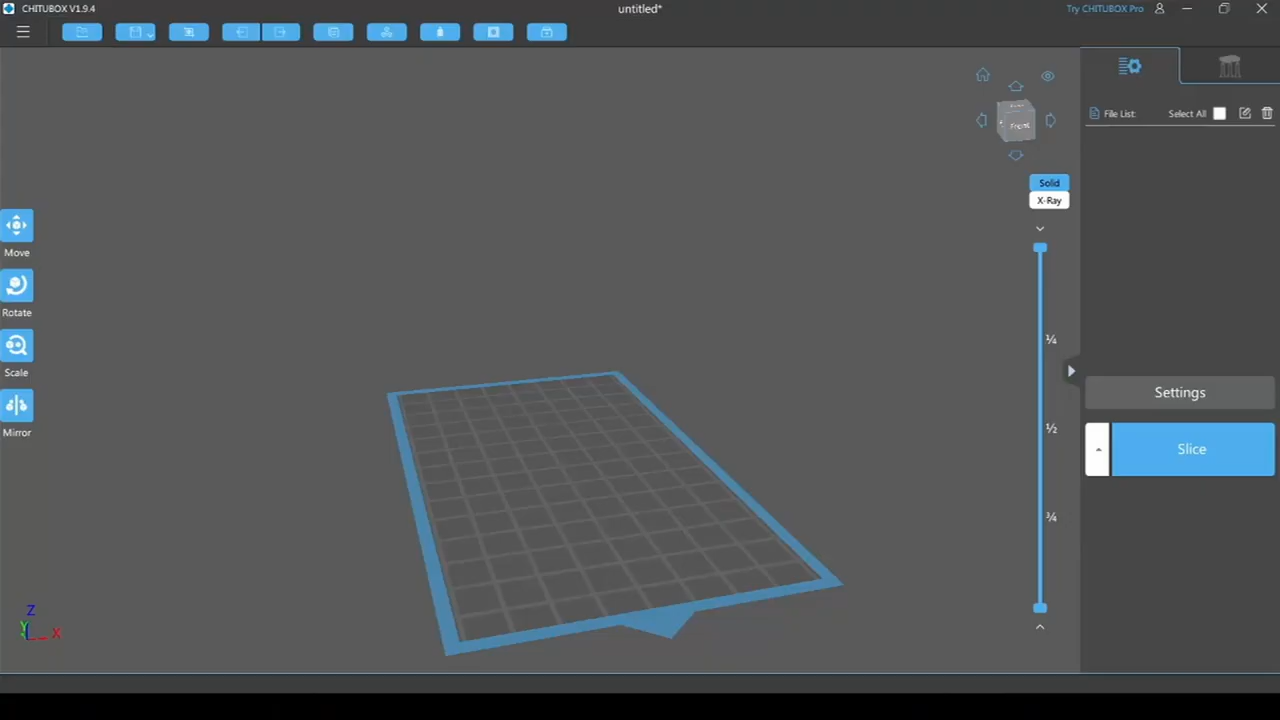 CHITUBOX V1.9.4
untitled*
Try CHITUBOX Pro
File List:
Select All
Front
Solid
X-Ray
Move
Rotate
Scale
Mirror
¼
½
¾
Settings
Slice
Z
Y
X